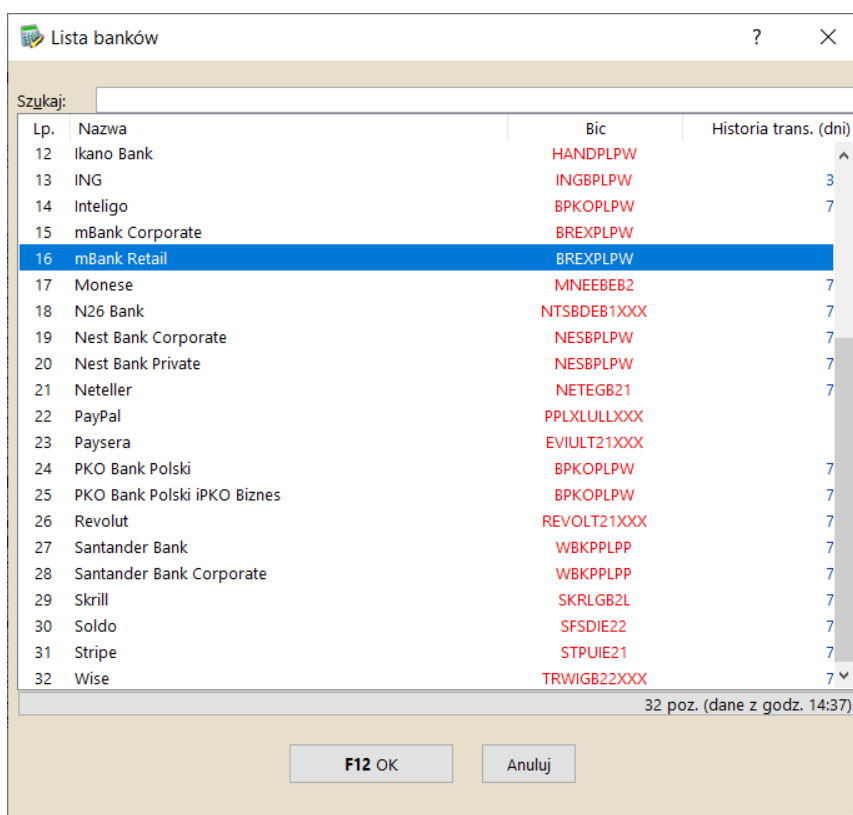 Lista banków ?
Szukaj:
Lp. Nazwa Bic Historia trans. (dni)
12 Ikano Bank HANDPLPW
13 ING INGBPLPW 3
14 Inteligo BPKOPLPW 7
15 mBank Corporate BREXPLPW
16 mBank Retail BREXPLPW
17 Monese MNEEBEB2 7
18 N26 Bank NTSBDEB1XXX 7
19 Nest Bank Corporate NESBPLPW 7
20 Nest Bank Private NESBPLPW 7
21 Neteller NETEGB21 7
22 PayPal PPLXLULLXXX
23 Paysera EVIULT21XXX
24 PKO Bank Polski BPKOPLPW 7
25 PKO Bank Polski iPKO Biznes BPKOPLPW 7
26 Revolut REVOLT21XXX 7
27 Santander Bank WBKPPLPP 7
28 Santander Bank Corporate WBKPPLPP 7
29 Skrill SKRLGB2L 7
30 Soldo SFSDIE22 7
31 Stripe STPUIE21 7
32 Wise TRWIGB22XXX 7
32 poz. (dane z godz. 14:37)
F12 OK Anuluj